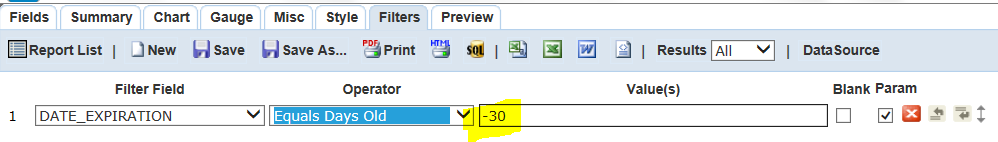 Fields Summary Chart Gauge Misc Style Filters Preview
Report List | New Save Save As... PDF Print HTML SQL | Results All | DataSource
Filter Field Operator Value(s) Blank Param
1 DATE_EXPIRATION Equals Days Old -30